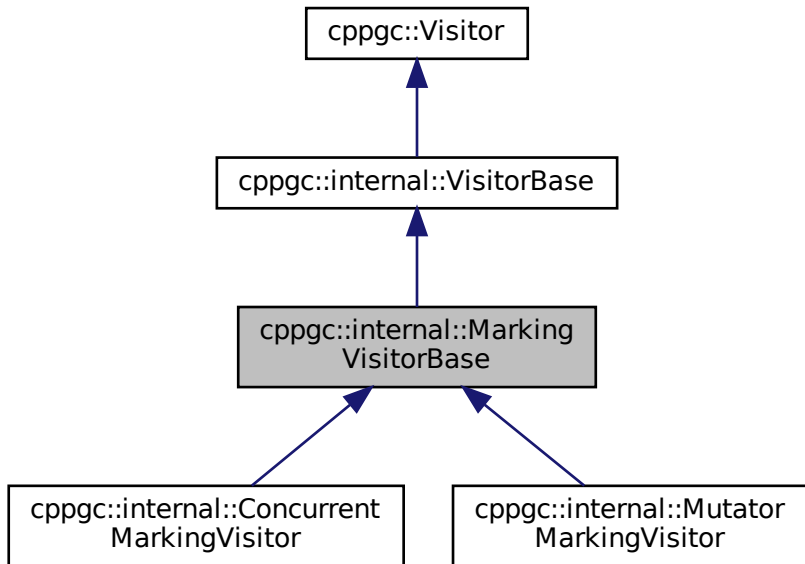 cppgc::Visitor
cppgc::internal::VisitorBase
cppgc::internal::Marking
VisitorBase
cppgc::internal::Concurrent
MarkingVisitor
cppgc::internal::Mutator
MarkingVisitor